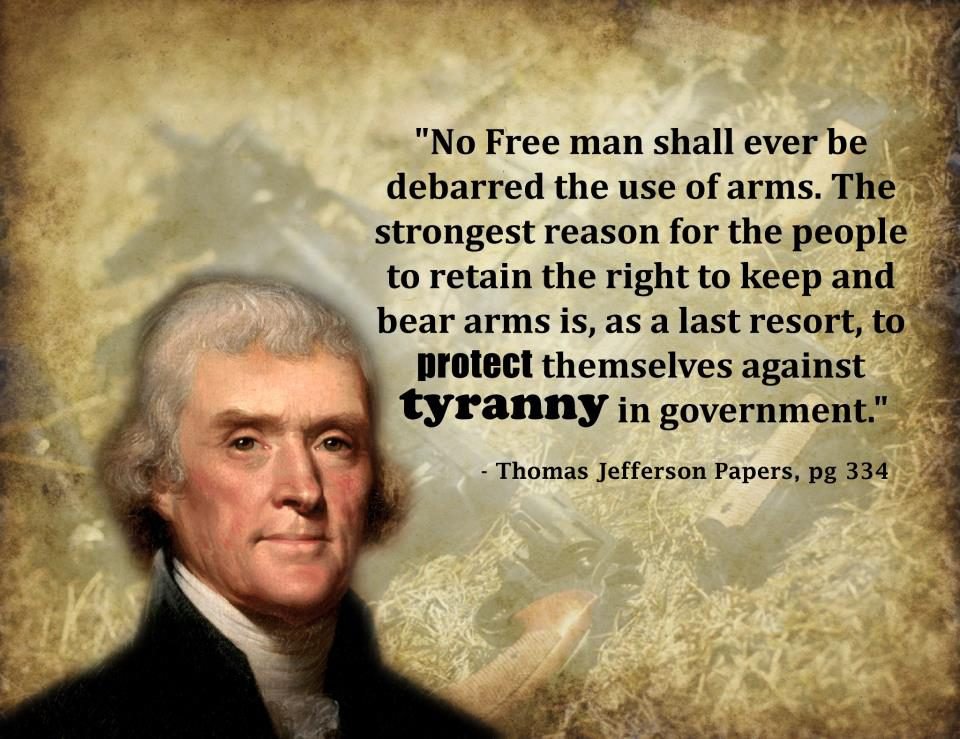 "No Free man shall ever be
debarred the use of arms. The
strongest reason for the people
to retain the right to keep and
bear arms is, as a last resort, to
protect themselves against
tyranny in government."
- Thomas Jefferson Papers, pg 334